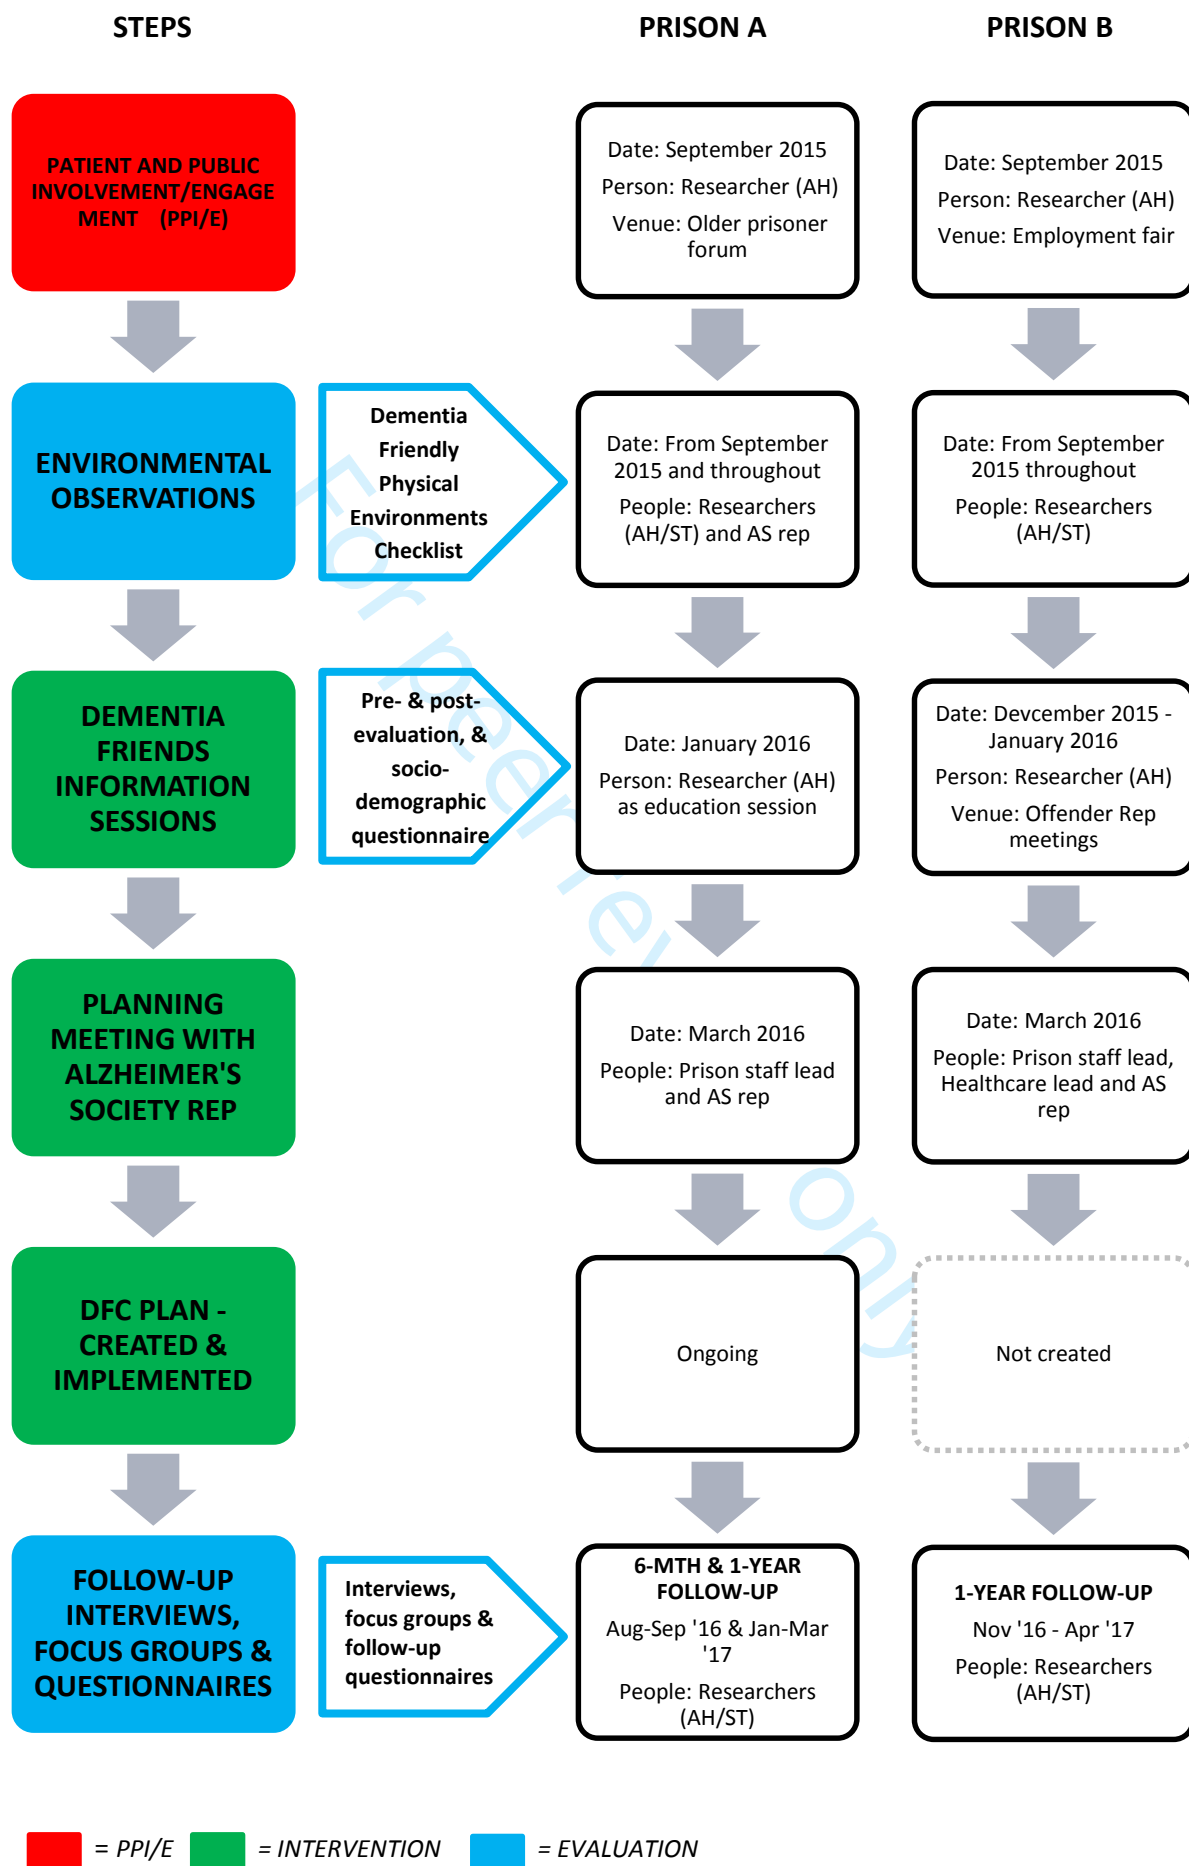 STEPS
PRISON A
PRISON B
PATIENT AND PUBLIC
INVOLVEMENT/ENGAGE
MENT (PPI/E)
Date: September 2015
Person: Researcher (AH)
Venue: Older prisoner
forum
Date: September 2015
Person: Researcher (AH)
Venue: Employment fair
ENVIRONMENTAL
OBSERVATIONS
Dementia
Friendly
Physical
Environments
Checklist
Date: From September
2015 and throughout
People: Researchers
(AH/ST) and AS rep
Date: From September
2015 throughout
People: Researchers
(AH/ST)
DEMENTIA
FRIENDS
INFORMATION
SESSIONS
Pre- & post-
evaluation, &
socio-
demographic
questionnaire
Date: January 2016
Person: Researcher (AH)
as education session
Date: Devcember 2015 -
January 2016
Person: Researcher (AH)
Venue: Offender Rep
meetings
PLANNING
MEETING WITH
ALZHEIMER'S
SOCIETY REP
Date: March 2016
People: Prison staff lead
and AS rep
Date: March 2016
People: Prison staff lead,
Healthcare lead and AS
rep
DFC PLAN -
CREATED &
IMPLEMENTED
Ongoing
Not created
FOLLOW-UP
INTERVIEWS,
FOCUS GROUPS &
QUESTIONNAIRES
Interviews,
focus groups &
follow-up
questionnaires
6-MTH & 1-YEAR
FOLLOW-UP
Aug-Sep '16 & Jan-Mar
'17
People: Researchers
(AH/ST)
1-YEAR FOLLOW-UP
Nov '16 - Apr '17
People: Researchers
(AH/ST)
= PPI/E
= INTERVENTION
= EVALUATION
For peer review only